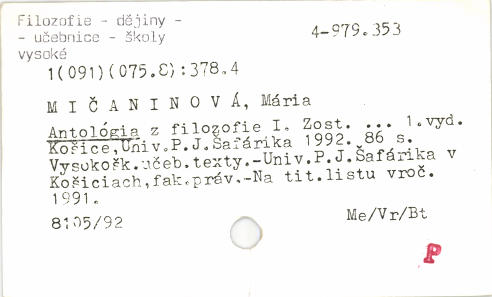 Filozofie - dějiny -
- učebnice - školy
vysoké
4-979.353
1(091)(075.8):378.4
MIČANINOVÁ, Mária
Antológia z filozofie I. Zost. ... 1.vyd.
Košice,Univ.P.J.Šafárika 1992. 86 s.
Vysokošk.učeb.texty.-Univ.P.J.Šafárika v
Košiciach,fak.práv.-Na tit.listu vroč.
1991.
8105/92
Me/Vr/Bt
P